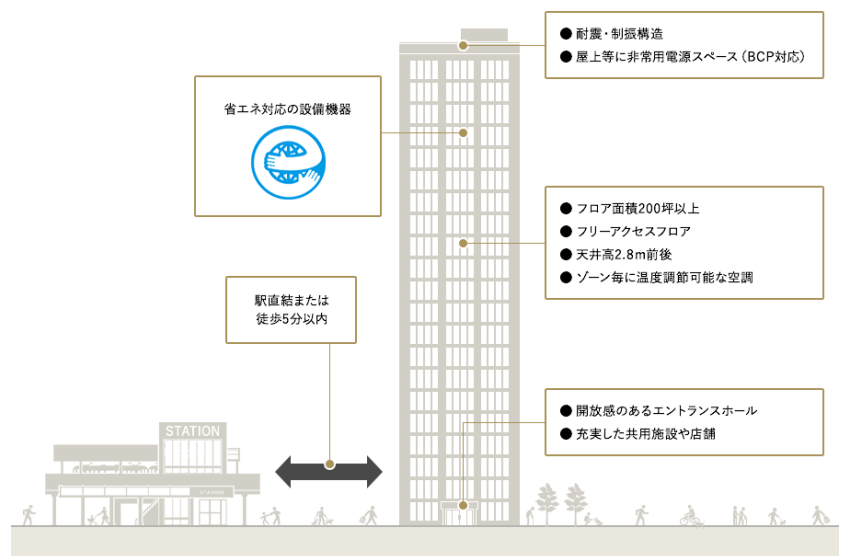 ● 耐震・制振構造
● 屋上等に非常用電源スペース（BCP対応）
省エネ対応の設備機器
● フロア面積200坪以上
● フリーアクセスフロア
● 天井高2.8m前後
● ゾーン毎に温度調節可能な空調
駅直結または
徒歩5分以内
● 開放感のあるエントランスホール
● 充実した共用施設や店舗
STATION
STATION